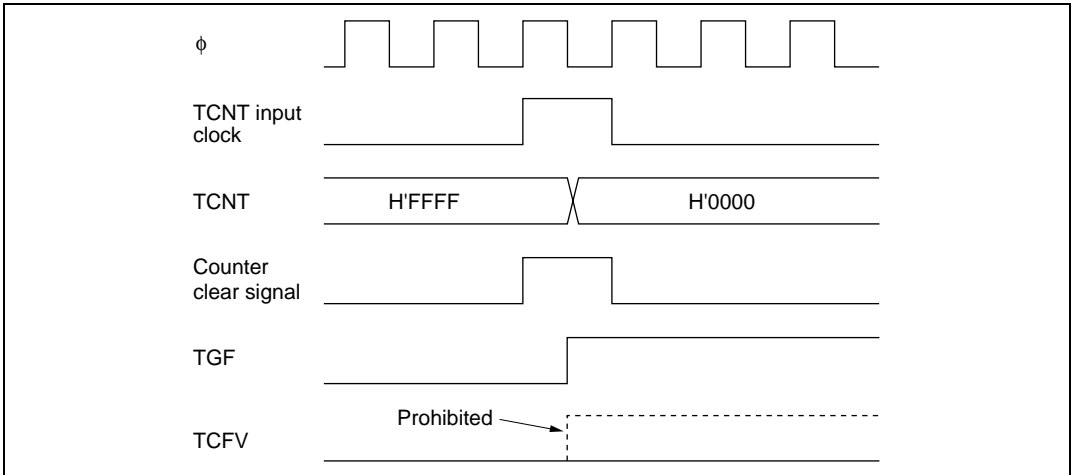 ϕ
TCNT input
clock
TCNT
H'FFFF
H'0000
Counter
clear signal
TGF
Prohibited
TCFV